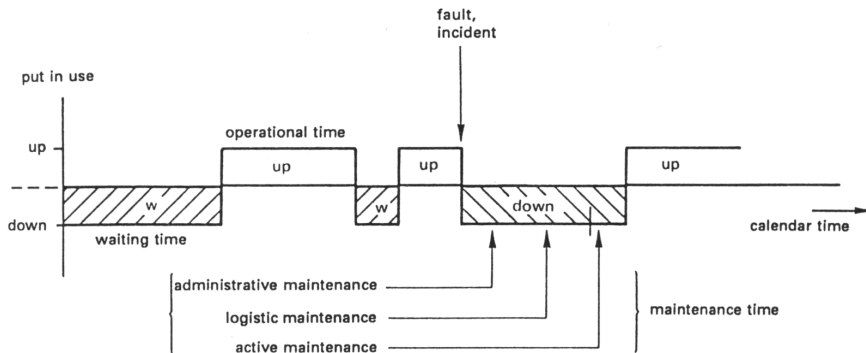 fault,
incident
put in use
operational time
up
up
up
up
w
w
down
down
waiting time
calendar time
administrative maintenance
logistic maintenance
maintenance time
active maintenance